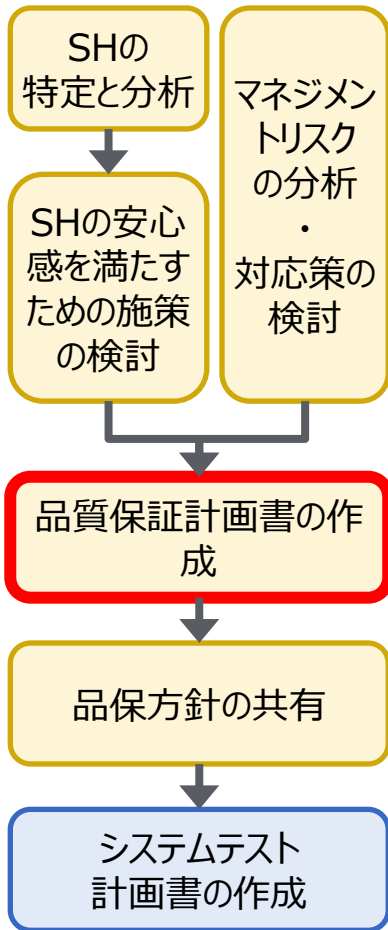 SHの
特定と分析
SHの安心
感を満たす
ための施策
の検討
マネジメン
トリスク
の分析
・
対応策の
検討
品質保証計画書の作
成
品保方針の共有
システムテスト
計画書の作成